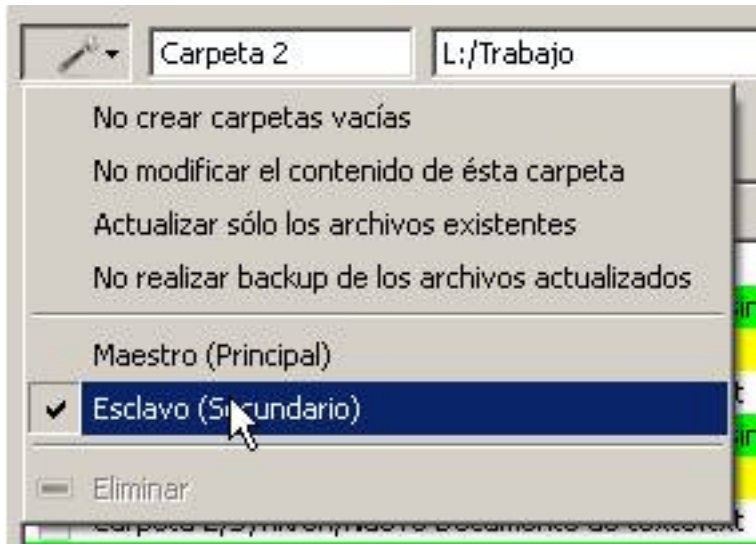 Carpeta 2
L:/Trabajo
No crear carpetas vacías
No modificar el contenido de ésta carpeta
Actualizar sólo los archivos existentes
No realizar backup de los archivos actualizados
Maestro (Principal)
Esclavo (Secundario)
Eliminar